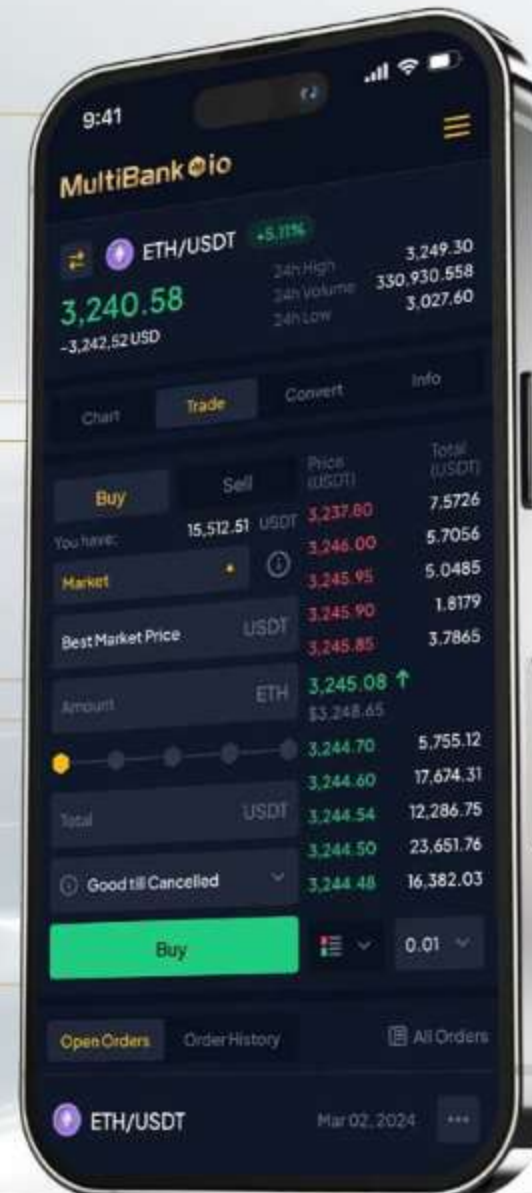 9:41
MultiBank io
ETH/USDT +5.11%
3,240.58
~3,242,52 USD
24h High 3,249.30
24h Volume 330,930.558
24h Low 3,027.60
Chart Trade Convert Info
Buy Sell
You have: 15,512.51 USDT
Market
Best Market Price USDT
Amount ETH
Total USDT
Good till Cancelled
Buy
Price (USDT) Total (USDT)
3,237.80 7.5726
3,246.00 5.7056
3,245.95 5.0485
3,245.90 1.8179
3,245.85 3.7865
3,245.08 ↑
$3,248.65
3,244.70 5,755.12
3,244.60 17,674.31
3,244.54 12,286.75
3,244.50 23,651.76
3,244.48 16,382.03
0.01
Open Orders Order History All Orders
ETH/USDT Mar 02, 2024